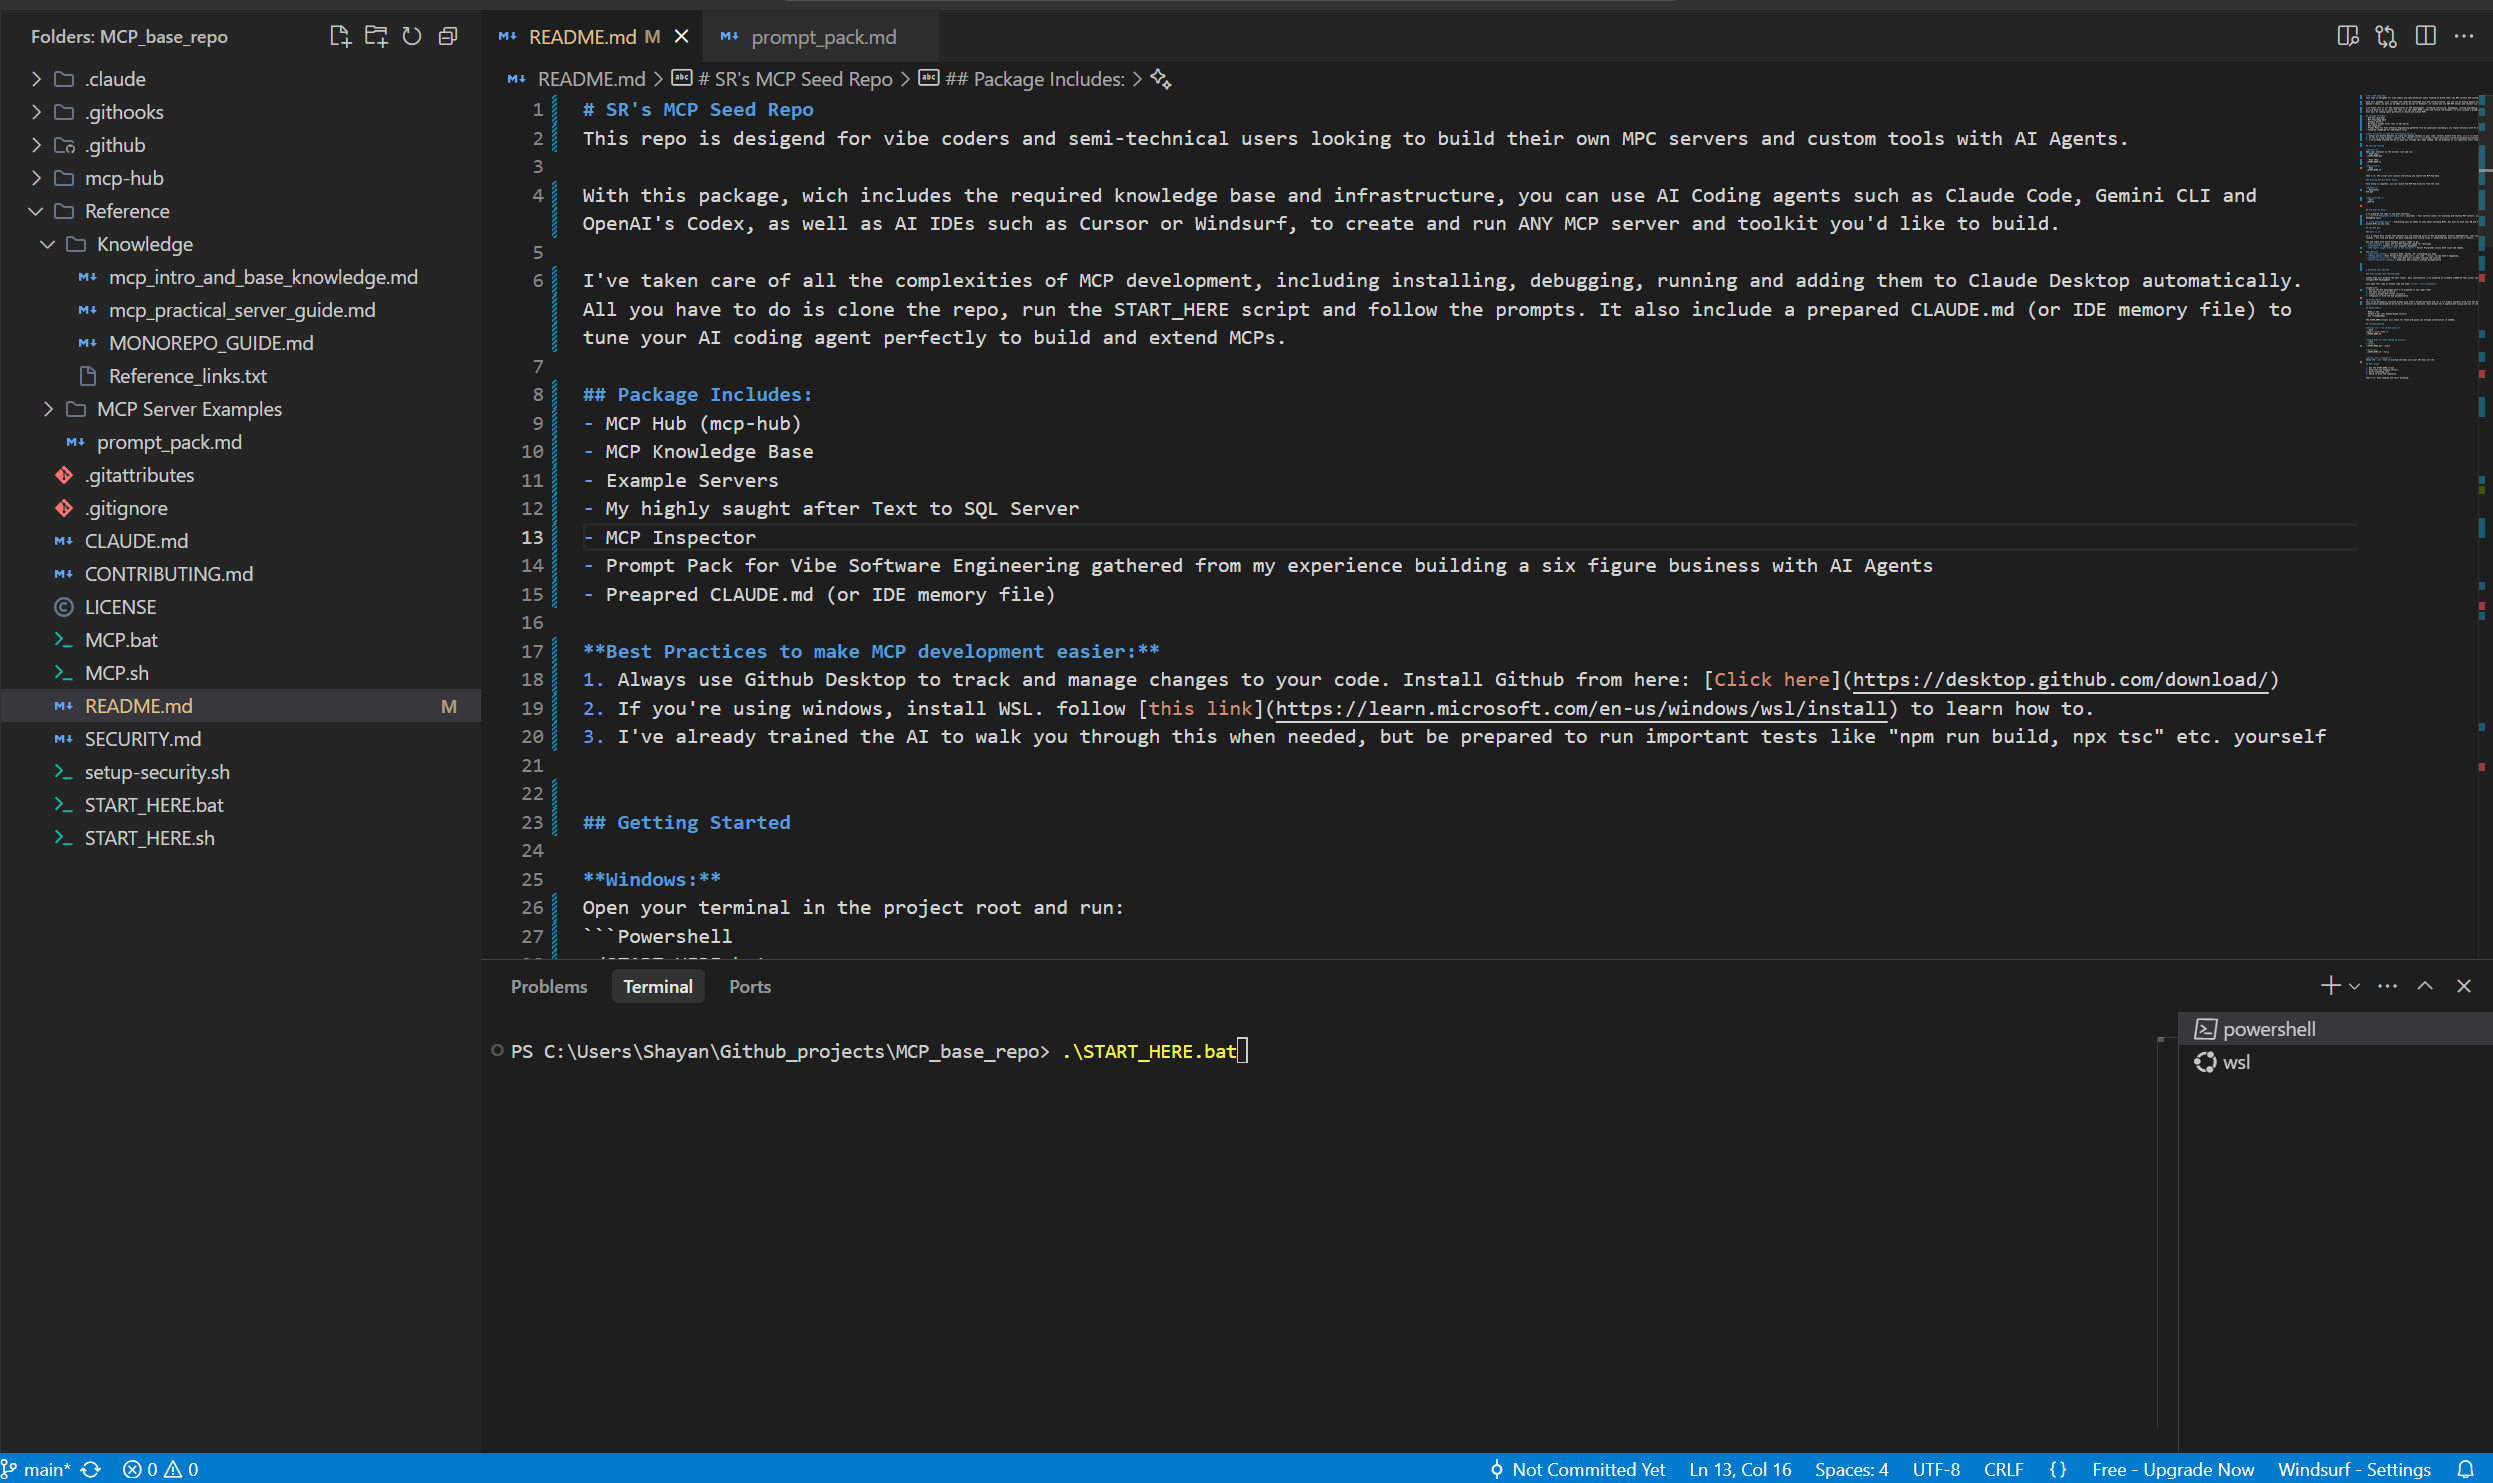 Folders: MCP_base_repo
.claude
.githooks
.github
mcp-hub
Reference
Knowledge
mcp_intro_and_base_knowledge.md
mcp_practical_server_guide.md
MONOREPO_GUIDE.md
Reference_links.txt
MCP Server Examples
prompt_pack.md
.gitattributes
.gitignore
CLAUDE.md
CONTRIBUTING.md
LICENSE
MCP.bat
MCP.sh
README.md M
SECURITY.md
setup-security.sh
START_HERE.bat
START_HERE.sh
README.md M
prompt_pack.md
README.md > # SR's MCP Seed Repo > ## Package Includes: >
1 # SR's MCP Seed Repo
2 This repo is desigend for vibe coders and semi-technical users looking to build their own MPC servers and custom tools with AI Agents.
3
4 With this package, wich includes the required knowledge base and infrastructure, you can use AI Coding agents such as Claude Code, Gemini CLI and
OpenAI's Codex, as well as AI IDEs such as Cursor or Windsurf, to create and run ANY MCP server and toolkit you'd like to build.
5
6 I've taken care of all the complexities of MCP development, including installing, debugging, running and adding them to Claude Desktop automatically.
All you have to do is clone the repo, run the START_HERE script and follow the prompts. It also include a prepared CLAUDE.md (or IDE memory file) to
tune your AI coding agent perfectly to build and extend MCPs.
7
8 ## Package Includes:
9 - MCP Hub (mcp-hub)
10 - MCP Knowledge Base
11 - Example Servers
12 - My highly saught after Text to SQL Server
13 - MCP Inspector
14 - Prompt Pack for Vibe Software Engineering gathered from my experience building a six figure business with AI Agents
15 - Preapred CLAUDE.md (or IDE memory file)
16
17 **Best Practices to make MCP development easier:**
18 1. Always use Github Desktop to track and manage changes to your code. Install Github from here: [Click here](https://desktop.github.com/download/)
19 2. If you're using windows, install WSL. follow [this link](https://learn.microsoft.com/en-us/windows/wsl/install) to learn how to.
20 3. I've already trained the AI to walk you through this when needed, but be prepared to run important tests like "npm run build, npx tsc" etc. yourself
21
22
23 ## Getting Started
24
25 **Windows:**
26 Open your terminal in the project root and run:
27 ```Powershell
Problems Terminal Ports
PS C:\Users\Shayan\Github_projects\MCP_base_repo> .\START_HERE.bat
powershell
wsl
main* 0 0 Not Committed Yet Ln 13, Col 16 Spaces: 4 UTF-8 CRLF {} Free - Upgrade Now Windsurf - Settings